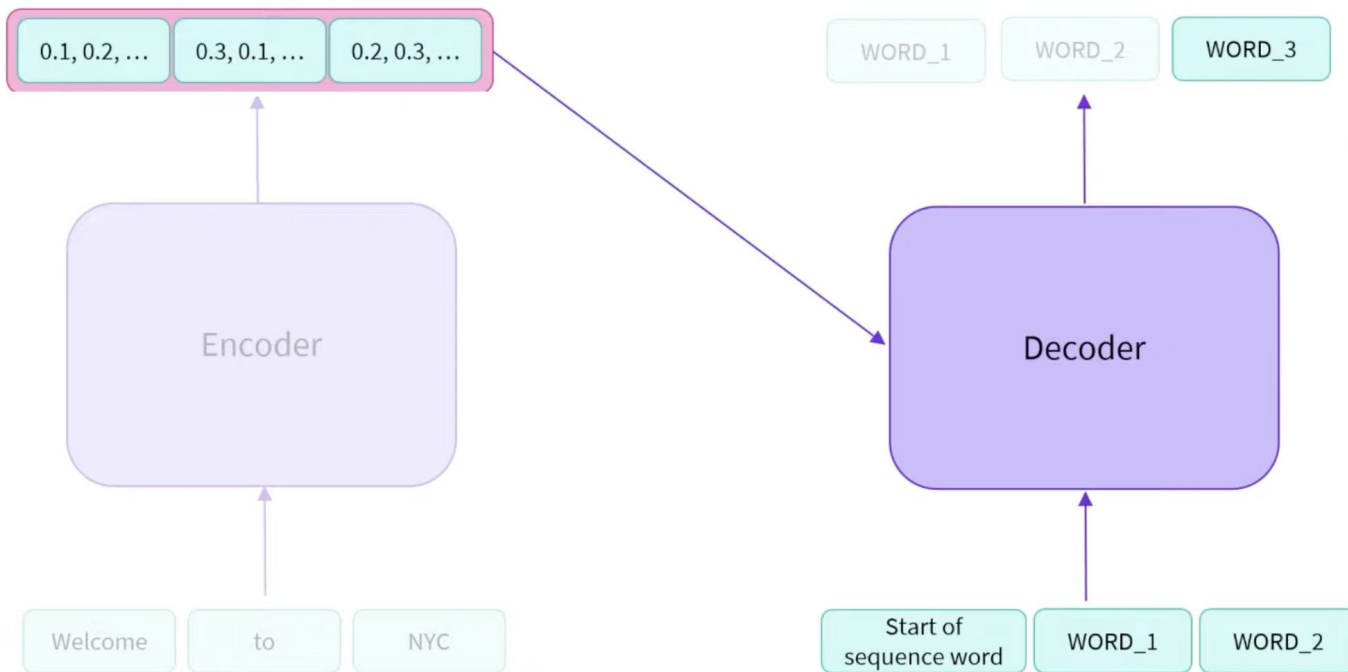 0.1, 0.2, ... 0.3, 0.1, ... 0.2, 0.3, ...
WORD_1 WORD_2 WORD_3
Encoder
Decoder
Welcome to NYC
Start of
sequence word
WORD_1 WORD_2